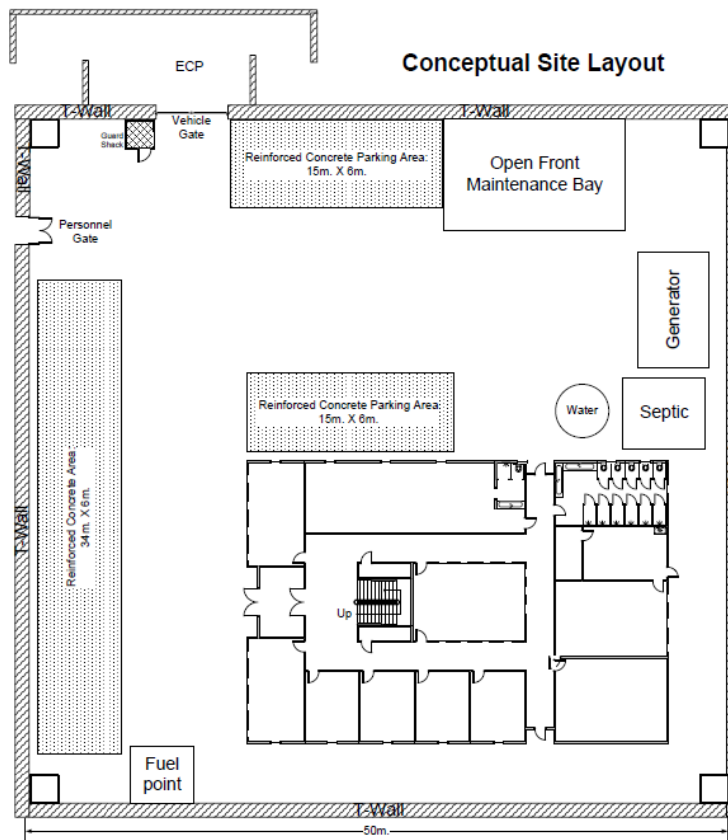 Conceptual Site Layout
ECP
T-Wall
T-Wall
Vehicle
Gate
Guard
Shack
T-Wall
Reinforced Concrete Parking Area:
15m. X 6m.
Open Front
Maintenance Bay
Personnel
Gate
Generator
Reinforced Concrete Parking Area:
15m. X 6m.
Water
Septic
Reinforced Concrete Area:
34m. X 6m.
T-Wall
Up
Fuel
point
T-Wall
50m.